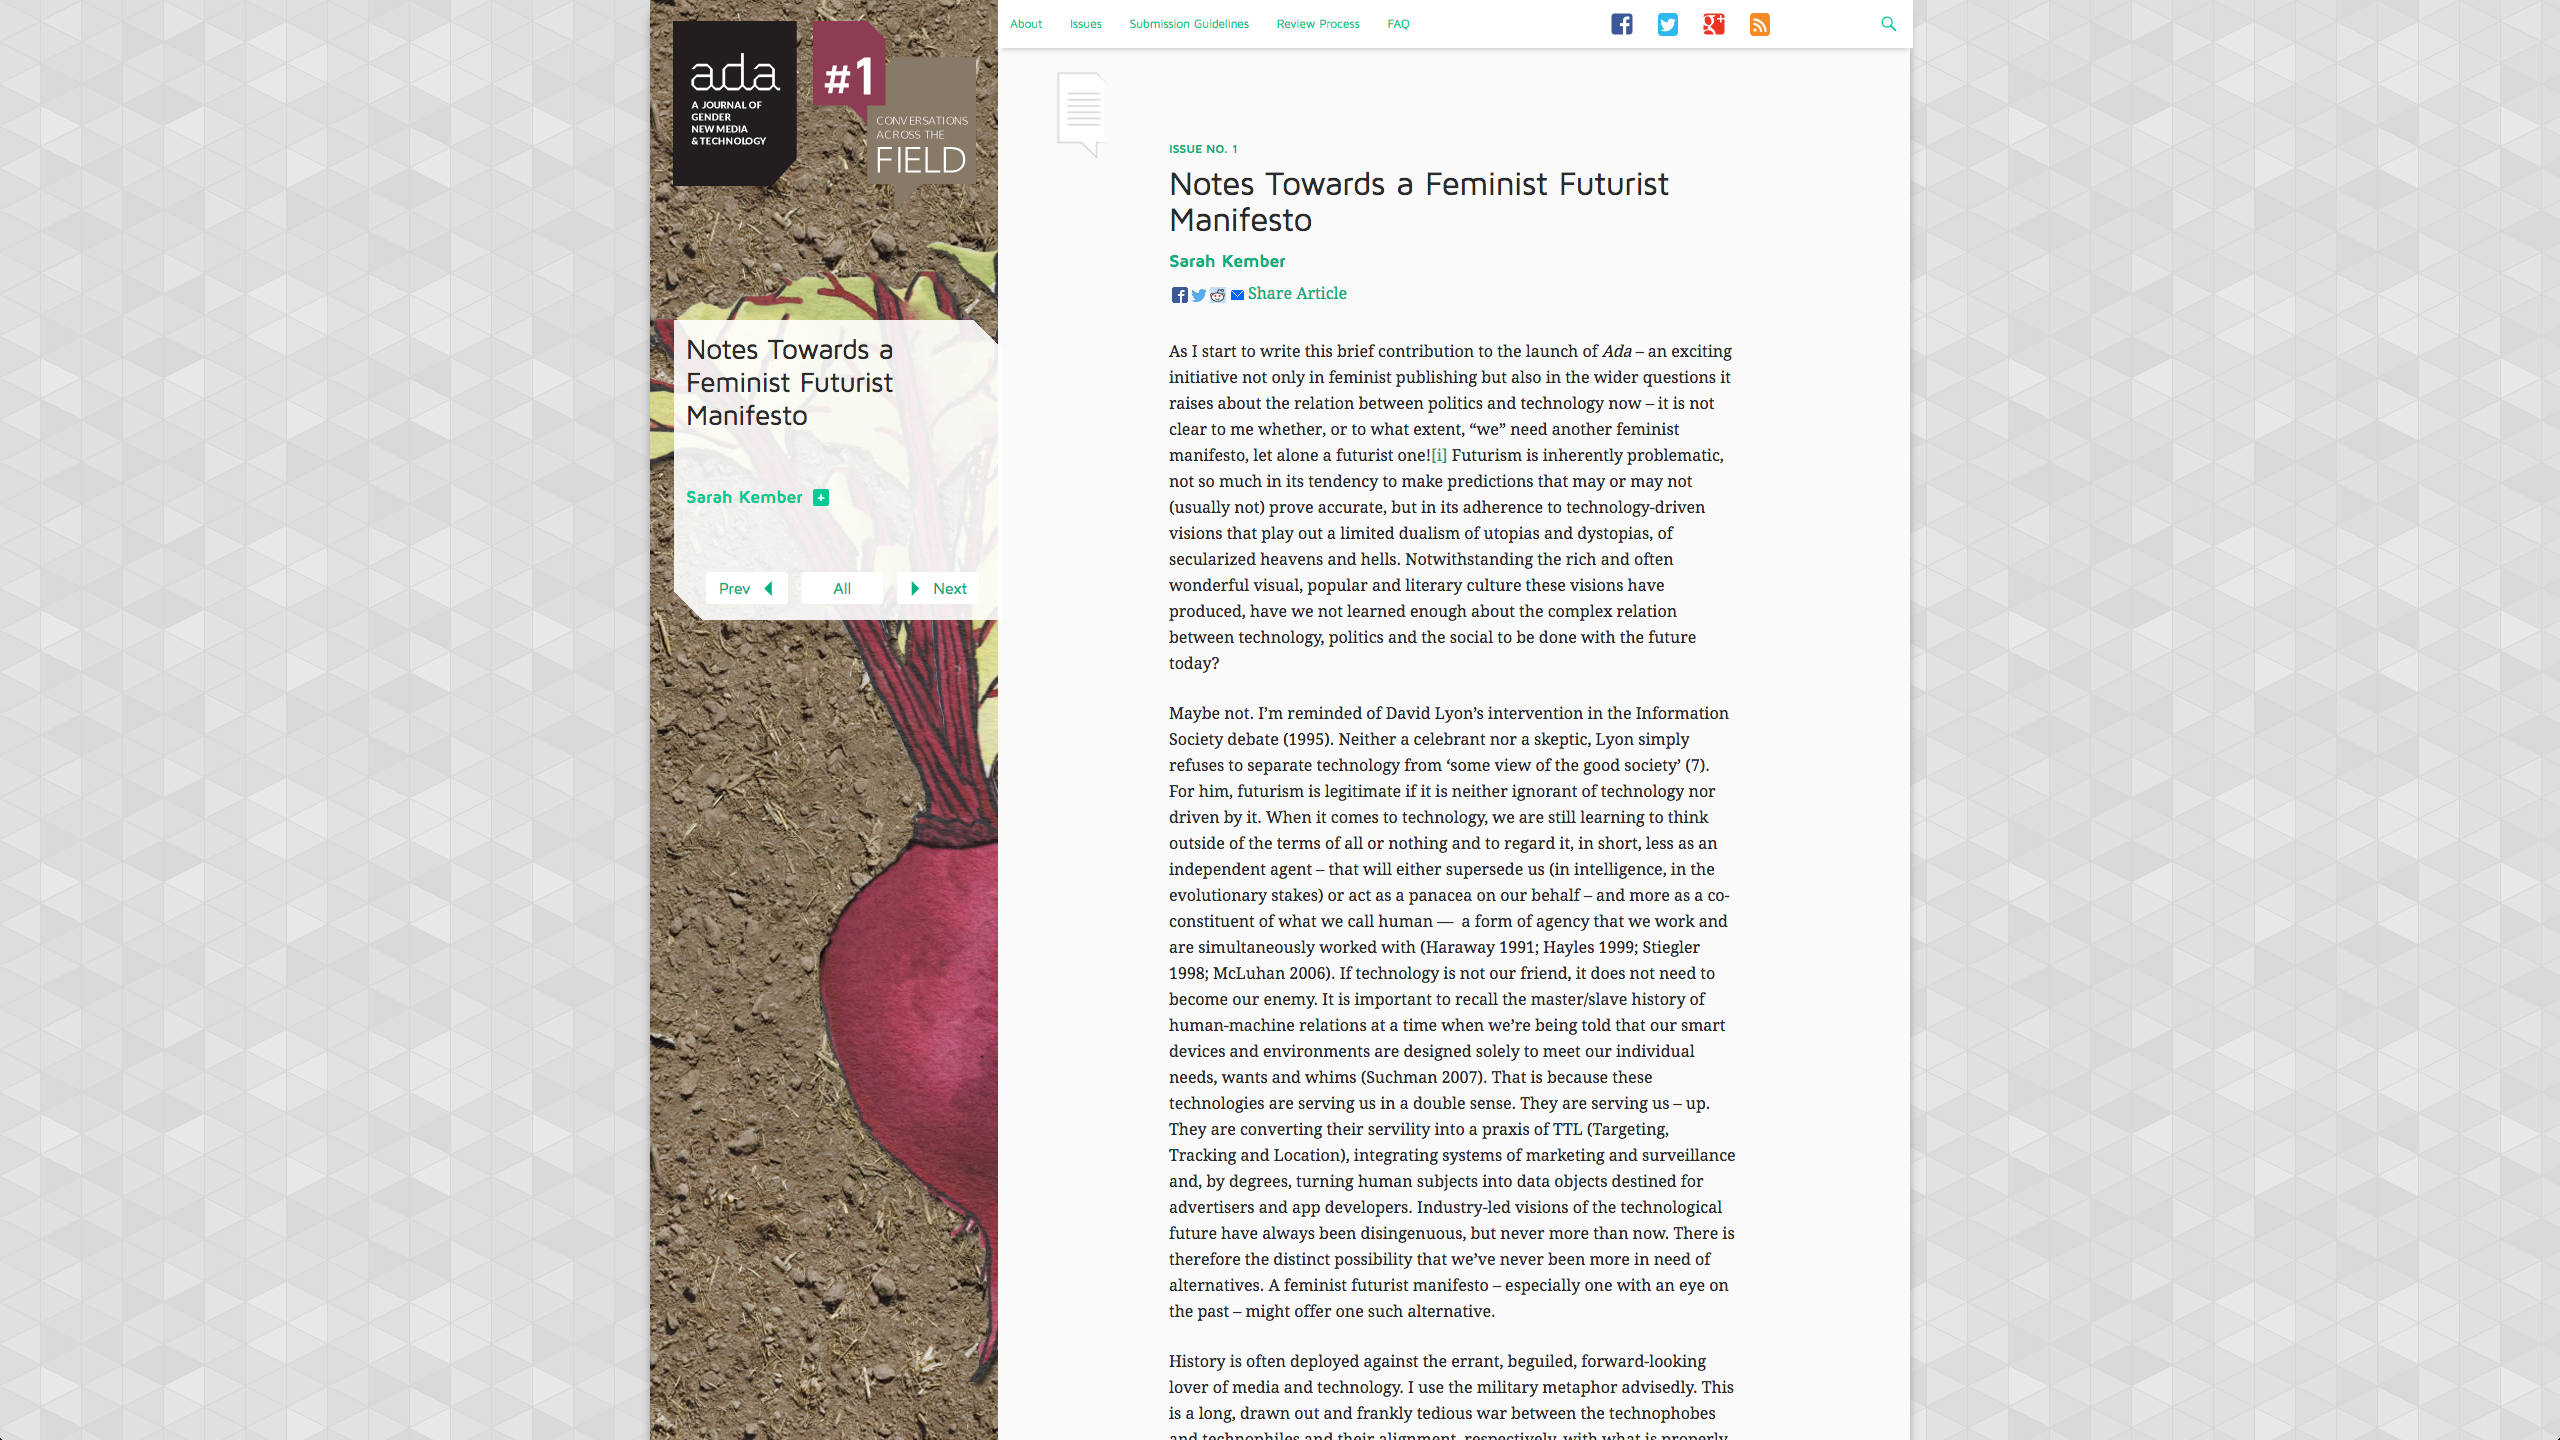 ada
A JOURNAL OF
GENDER
NEW MEDIA
& TECHNOLOGY
#1
CONVERSATIONS
ACROSS THE
FIELD
Notes Towards a
Feminist Futurist
Manifesto
Sarah Kember
Prev
All
Next
About
Issues
Submission Guidelines
Review Process
FAQ
ISSUE NO. 1
Notes Towards a Feminist Futurist
Manifesto
Sarah Kember
Share Article
As I start to write this brief contribution to the launch of Ada – an exciting
initiative not only in feminist publishing but also in the wider questions it
raises about the relation between politics and technology now – it is not
clear to me whether, or to what extent, “we” need another feminist
manifesto, let alone a futurist one![i] Futurism is inherently problematic,
not so much in its tendency to make predictions that may or may not
(usually not) prove accurate, but in its adherence to technology-driven
visions that play out a limited dualism of utopias and dystopias, of
secularized heavens and hells. Notwithstanding the rich and often
wonderful visual, popular and literary culture these visions have
produced, have we not learned enough about the complex relation
between technology, politics and the social to be done with the future
today?
Maybe not. I’m reminded of David Lyon’s intervention in the Information
Society debate (1995). Neither a celebrant nor a skeptic, Lyon simply
refuses to separate technology from ‘some view of the good society’ (7).
For him, futurism is legitimate if it is neither ignorant of technology nor
driven by it. When it comes to technology, we are still learning to think
outside of the terms of all or nothing and to regard it, in short, less as an
independent agent – that will either supersede us (in intelligence, in the
evolutionary stakes) or act as a panacea on our behalf – and more as a co-
constituent of what we call human — a form of agency that we work and
are simultaneously worked with (Haraway 1991; Hayles 1999; Stiegler
1998; McLuhan 2006). If technology is not our friend, it does not need to
become our enemy. It is important to recall the master/slave history of
human-machine relations at a time when we’re being told that our smart
devices and environments are designed solely to meet our individual
needs, wants and whims (Suchman 2007). That is because these
technologies are serving us in a double sense. They are serving us – up.
They are converting their servility into a praxis of TTL (Targeting,
Tracking and Location), integrating systems of marketing and surveillance
and, by degrees, turning human subjects into data objects destined for
advertisers and app developers. Industry-led visions of the technological
future have always been disingenuous, but never more than now. There is
therefore the distinct possibility that we’ve never been more in need of
alternatives. A feminist futurist manifesto – especially one with an eye on
the past – might offer one such alternative.
History is often deployed against the errant, beguiled, forward-looking
lover of media and technology. I use the military metaphor advisedly. This
is a long, drawn out and frankly tedious war between the technophobes
and technophiles and their alignment, respectively, with what is properly